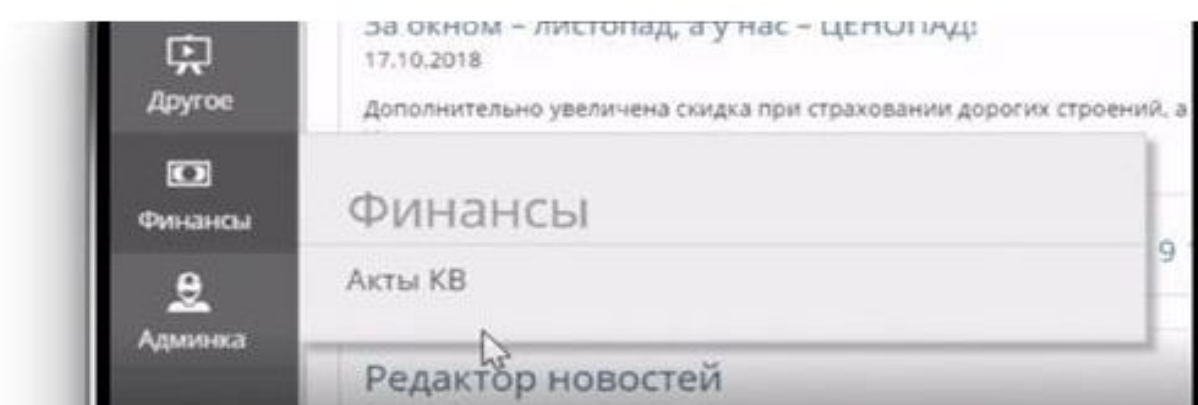 За окном – листопад, а у нас – ЦЕНОПАД!
17.10.2018
Другое
Дополнительно увеличена скидка при страховании дорогих строений, а
Финансы
Финансы
9
Акты КВ
Админка
Редактор новостей